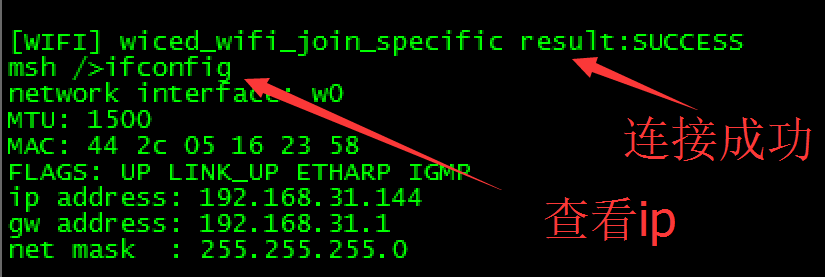 [WIFI] wiced_wifi_join_specific result:SUCCESS
msh />ifconfig
network interface: w0
MTU: 1500
MAC: 44 2c 05 16 23 58
FLAGS: UP LINK_UP ETHARP IGMP
ip address: 192.168.31.144
gw address: 192.168.31.1
net mask  : 255.255.255.0
连接成功
查看ip